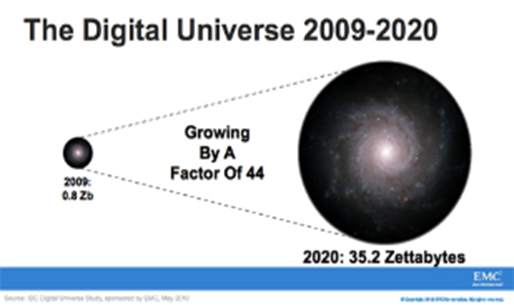 The Digital Universe 2009-2020
Growing
By A
Factor Of 44
2009:
0.8 Zb
2020: 35.2 Zettabytes
EMC²
Source: IDC Digital Universe Study, sponsored by EMC, May 2010